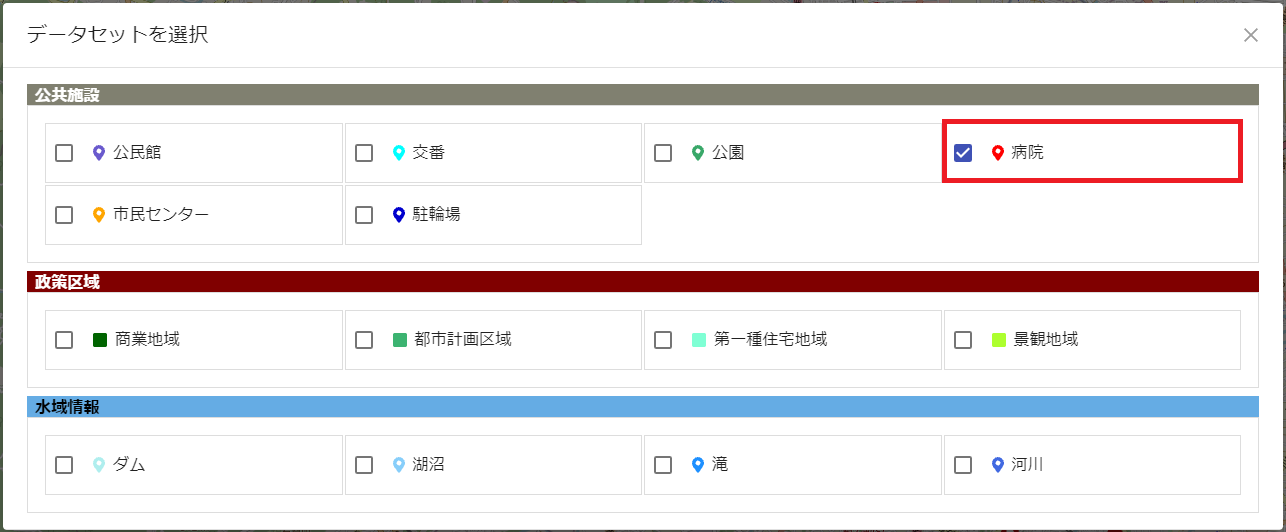 データセットを選択
公共施設
公民館 交番 公園 病院
市民センター 駐輪場
政策区域
商業地域 都市計画区域 第一種住宅地域 景観地域
水域情報
ダム 湖沼 滝 河川